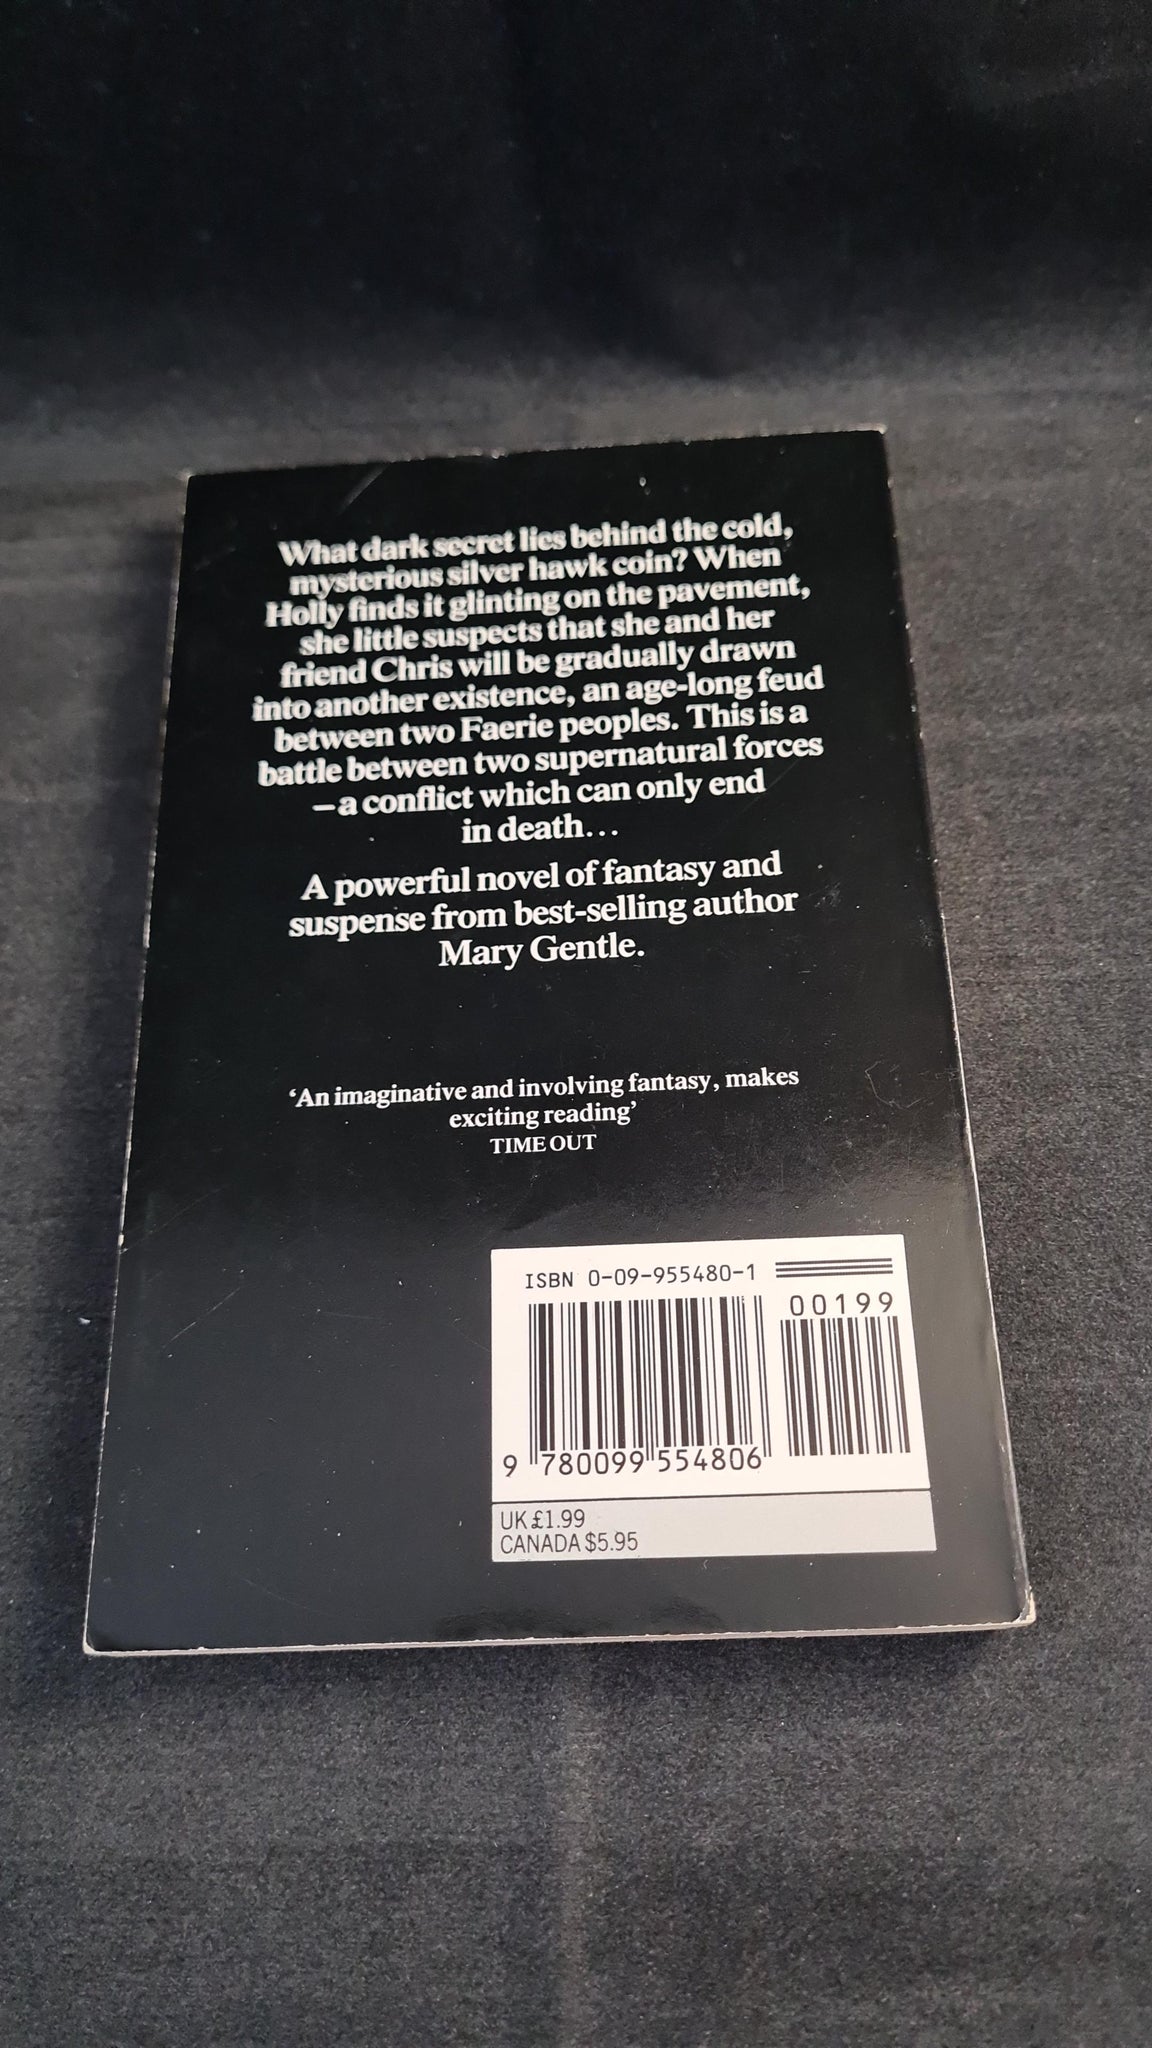 What dark secret lies behind the cold,
mysterious silver hawk coin? When
Holly finds it glinting on the pavement,
she little suspects that she and her
friend Chris will be gradually drawn
into another existence, an age-long feud
between two Faerie peoples. This is a
battle between two supernatural forces
– a conflict which can only end
in death...
A powerful novel of fantasy and
suspense from best-selling author
Mary Gentle.
‘An imaginative and involving fantasy, makes
exciting reading’
TIME OUT
ISBN 0-09-955480-1
00199
9 780099 554806
UK £1.99
CANADA $5.95